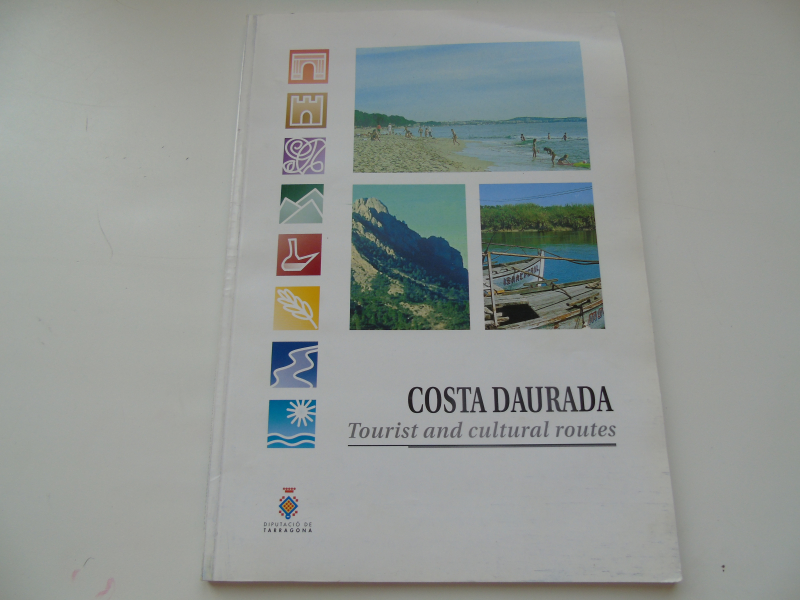 COSTA DAURADA
Tourist and cultural routes
DIPUTACIÓ DE
TARRAGONA